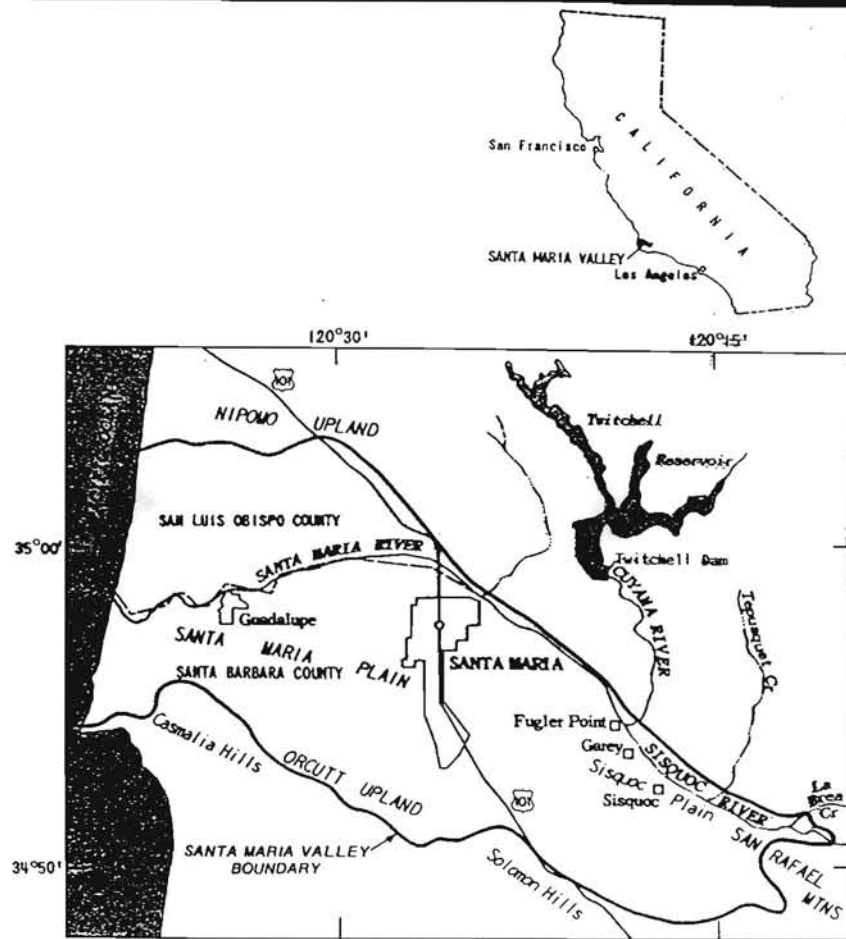 CALIFORNIA
San Francisco
SANTA MARIA VALLEY
Los Angeles
120°30'
120°15'
101
NIPOMO UPLAND
Twitchell
Reservoir
SAN LUIS OBISPO COUNTY
35°00'
SANTA MARIA RIVER
Twitchell Dam
CUYAMA RIVER
Tepusquet Cr
Guadalupe
SANTA MARIA PLAIN
SANTA MARIA
SANTA BARBARA COUNTY
Fugler Point
Garey
SISQUOC RIVER
Casmalia Hills
ORCUTT UPLAND
Sisquoc Plain
Sisquoc
La
Brea
Cr
101
SAN RAFAEL
MTNS
SANTA MARIA VALLEY
BOUNDARY
34°50'
Solomon Hills